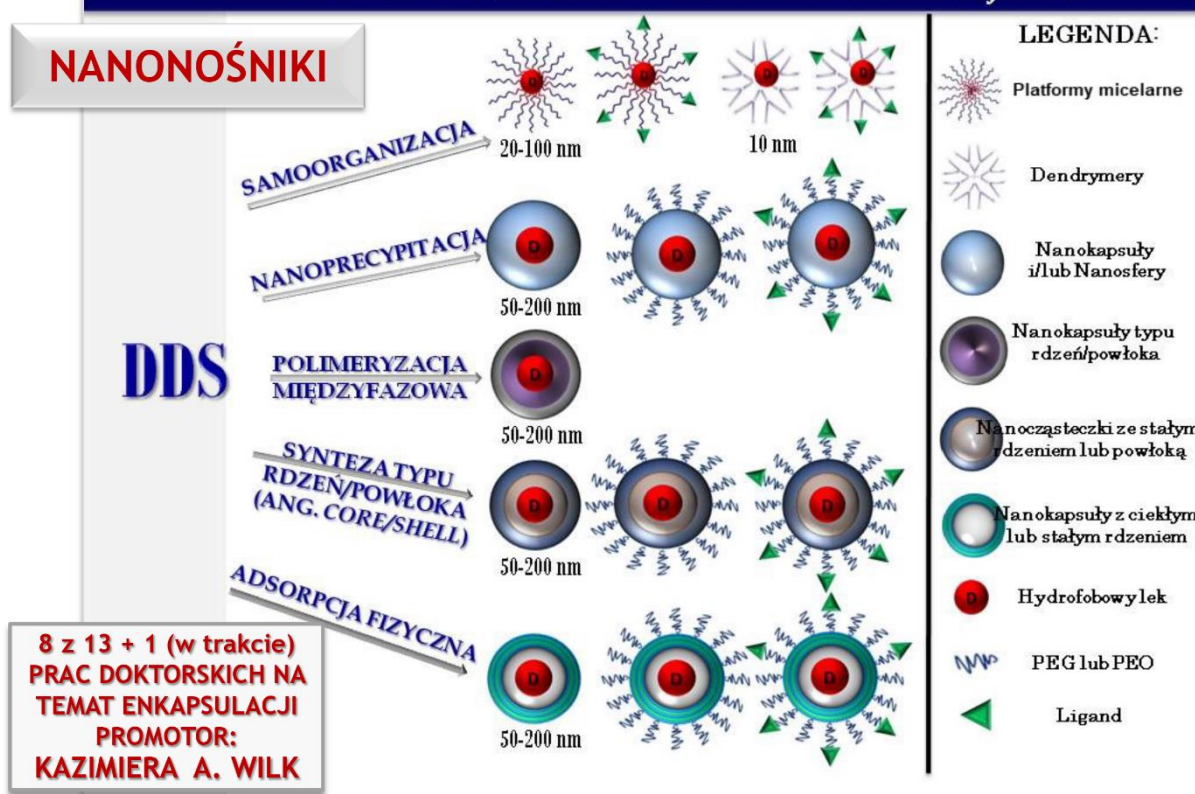 NANONOŚNIKI
DDS
SAMOORGANIZACJA
20-100 nm
10 nm
NANOPRECYPITACJA
50-200 nm
POLIMERYZACJA
MIĘDZYFAZOWA
50-200 nm
SYNTEZA TYPU
RDZEŃ/POWŁOKA
(ANG. CORE/SHELL)
50-200 nm
ADSORPCJA FIZYCZNA
50-200 nm
D
D
D
D
D
D
D
D
D
D
D
D
D
D
8 z 13 + 1 (w trakcie)
PRAC DOKTORSKICH NA
TEMAT ENKAPSULACJI
PROMOTOR:
KAZIMIERA A. WILK
LEGENDA:
Platformy micelarne
Dendrymery
Nanokapsuły
i/lub Nanosfery
Nanokapsuły typu
rdzeń/powłoka
Nanocząsteczki ze stałym
rdzeniem lub powłoką
Nanokapsuły z ciekłym
lub stałym rdzeniem
D
Hydrofobowy lek
PEG lub PEO
Ligand